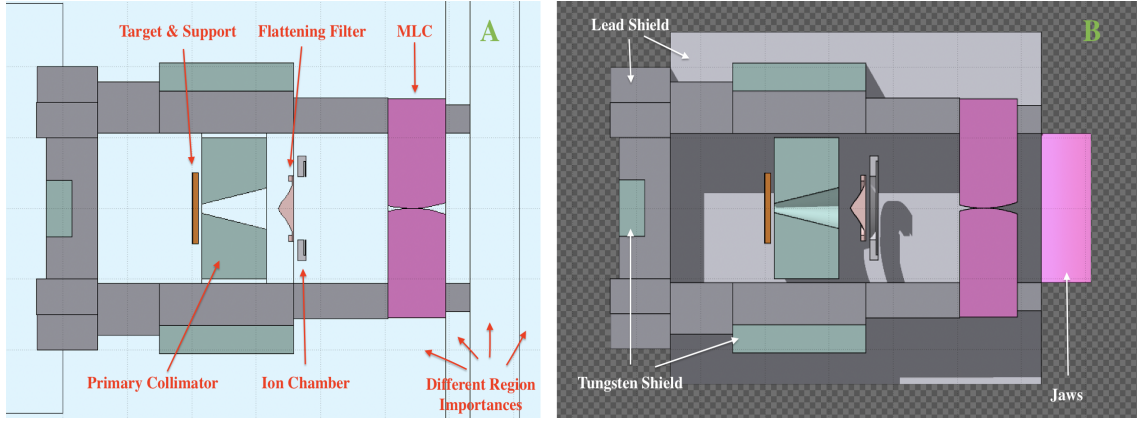 Target & Support
Flattening Filter
MLC
A
Primary Collimator
Ion Chamber
Different Region
Importances
Lead Shield
B
Tungsten Shield
Jaws